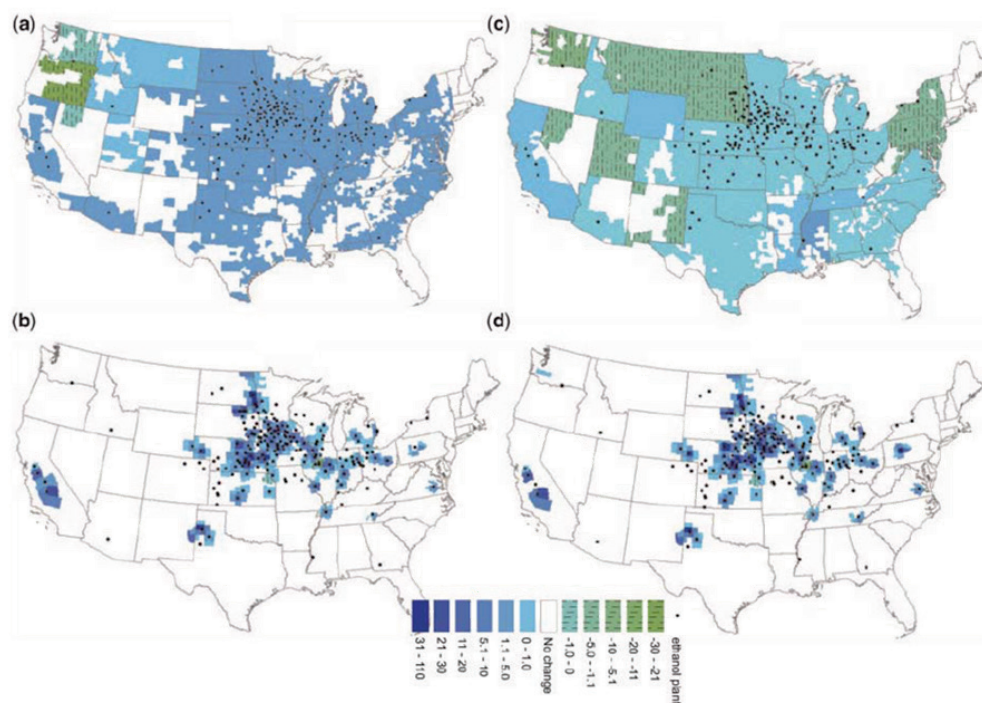 (a)
(c)
(b)
(d)
31 - 110
21 - 30
11 - 20
5.1 - 10
1.1 - 5.0
0 - 1.0
No change
-1.0 - 0
-5.0 - -1.1
-10 - -5.1
-20 - -11
-30 - -21
ethanol plant